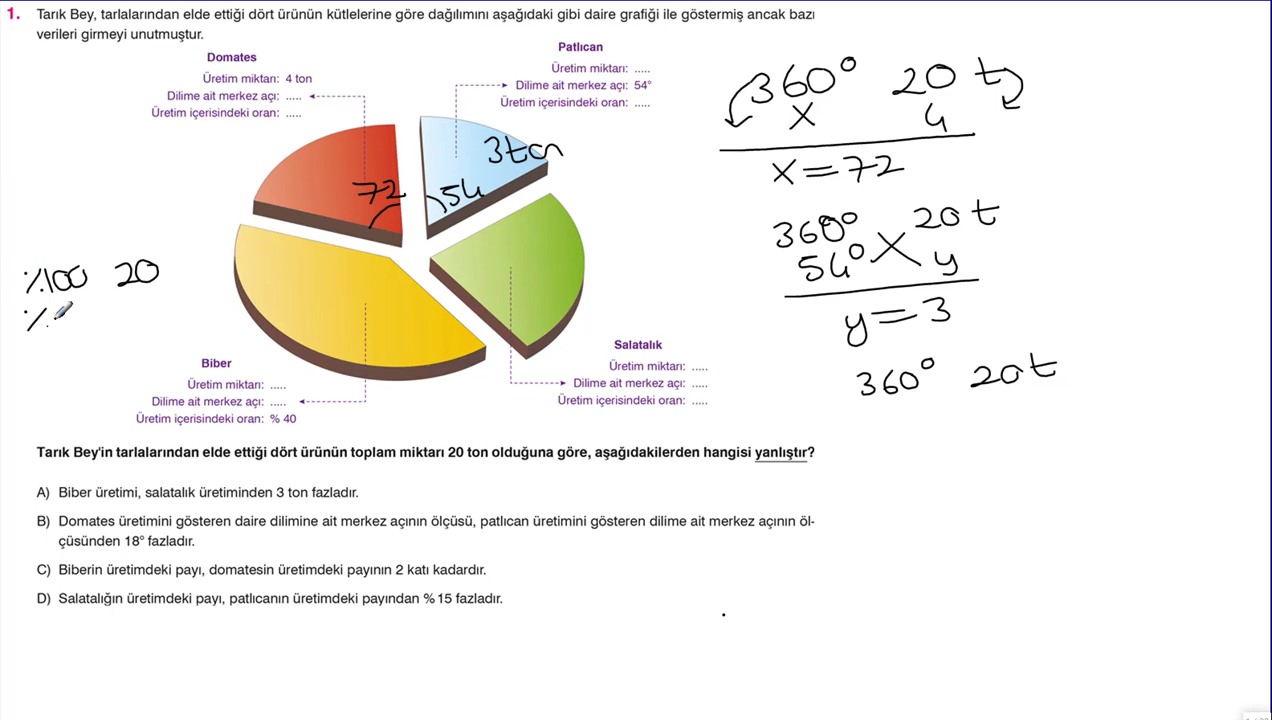 1. Tarık Bey, tarlalarından elde ettiği dört ürünün kütlelerine göre dağılımını aşağıdaki gibi daire grafiği ile göstermiş ancak bazı
verileri girmeyi unutmuştur.
Domates
Üretim miktarı: 4 ton
Dilime ait merkez açı: .....
Üretim içerisindeki oran: .....
Patlıcan
Üretim miktarı: .....
Dilime ait merkez açı: 54°
Üretim içerisindeki oran: .....
72
54
3ton
%100 20
%
Biber
Üretim miktarı: .....
Dilime ait merkez açı: .....
Üretim içerisindeki oran: % 40
Salatalık
Üretim miktarı: .....
Dilime ait merkez açı: .....
Üretim içerisindeki oran: .....
360° 20 t
x 4
x=72
360° 20 t
54° y
y=3
360° 20t
Tarık Bey'in tarlalarından elde ettiği dört ürünün toplam miktarı 20 ton olduğuna göre, aşağıdakilerden hangisi yanlıştır?
A) Biber üretimi, salatalık üretiminden 3 ton fazladır.
B) Domates üretimini gösteren daire dilimine ait merkez açının ölçüsü, patlıcan üretimini gösteren dilime ait merkez açının öl-
çüsünden 18° fazladır.
C) Biberin üretimdeki payı, domatesin üretimdeki payının 2 katı kadardır.
D) Salatalığın üretimdeki payı, patlıcanın üretimdeki payından %15 fazladır.